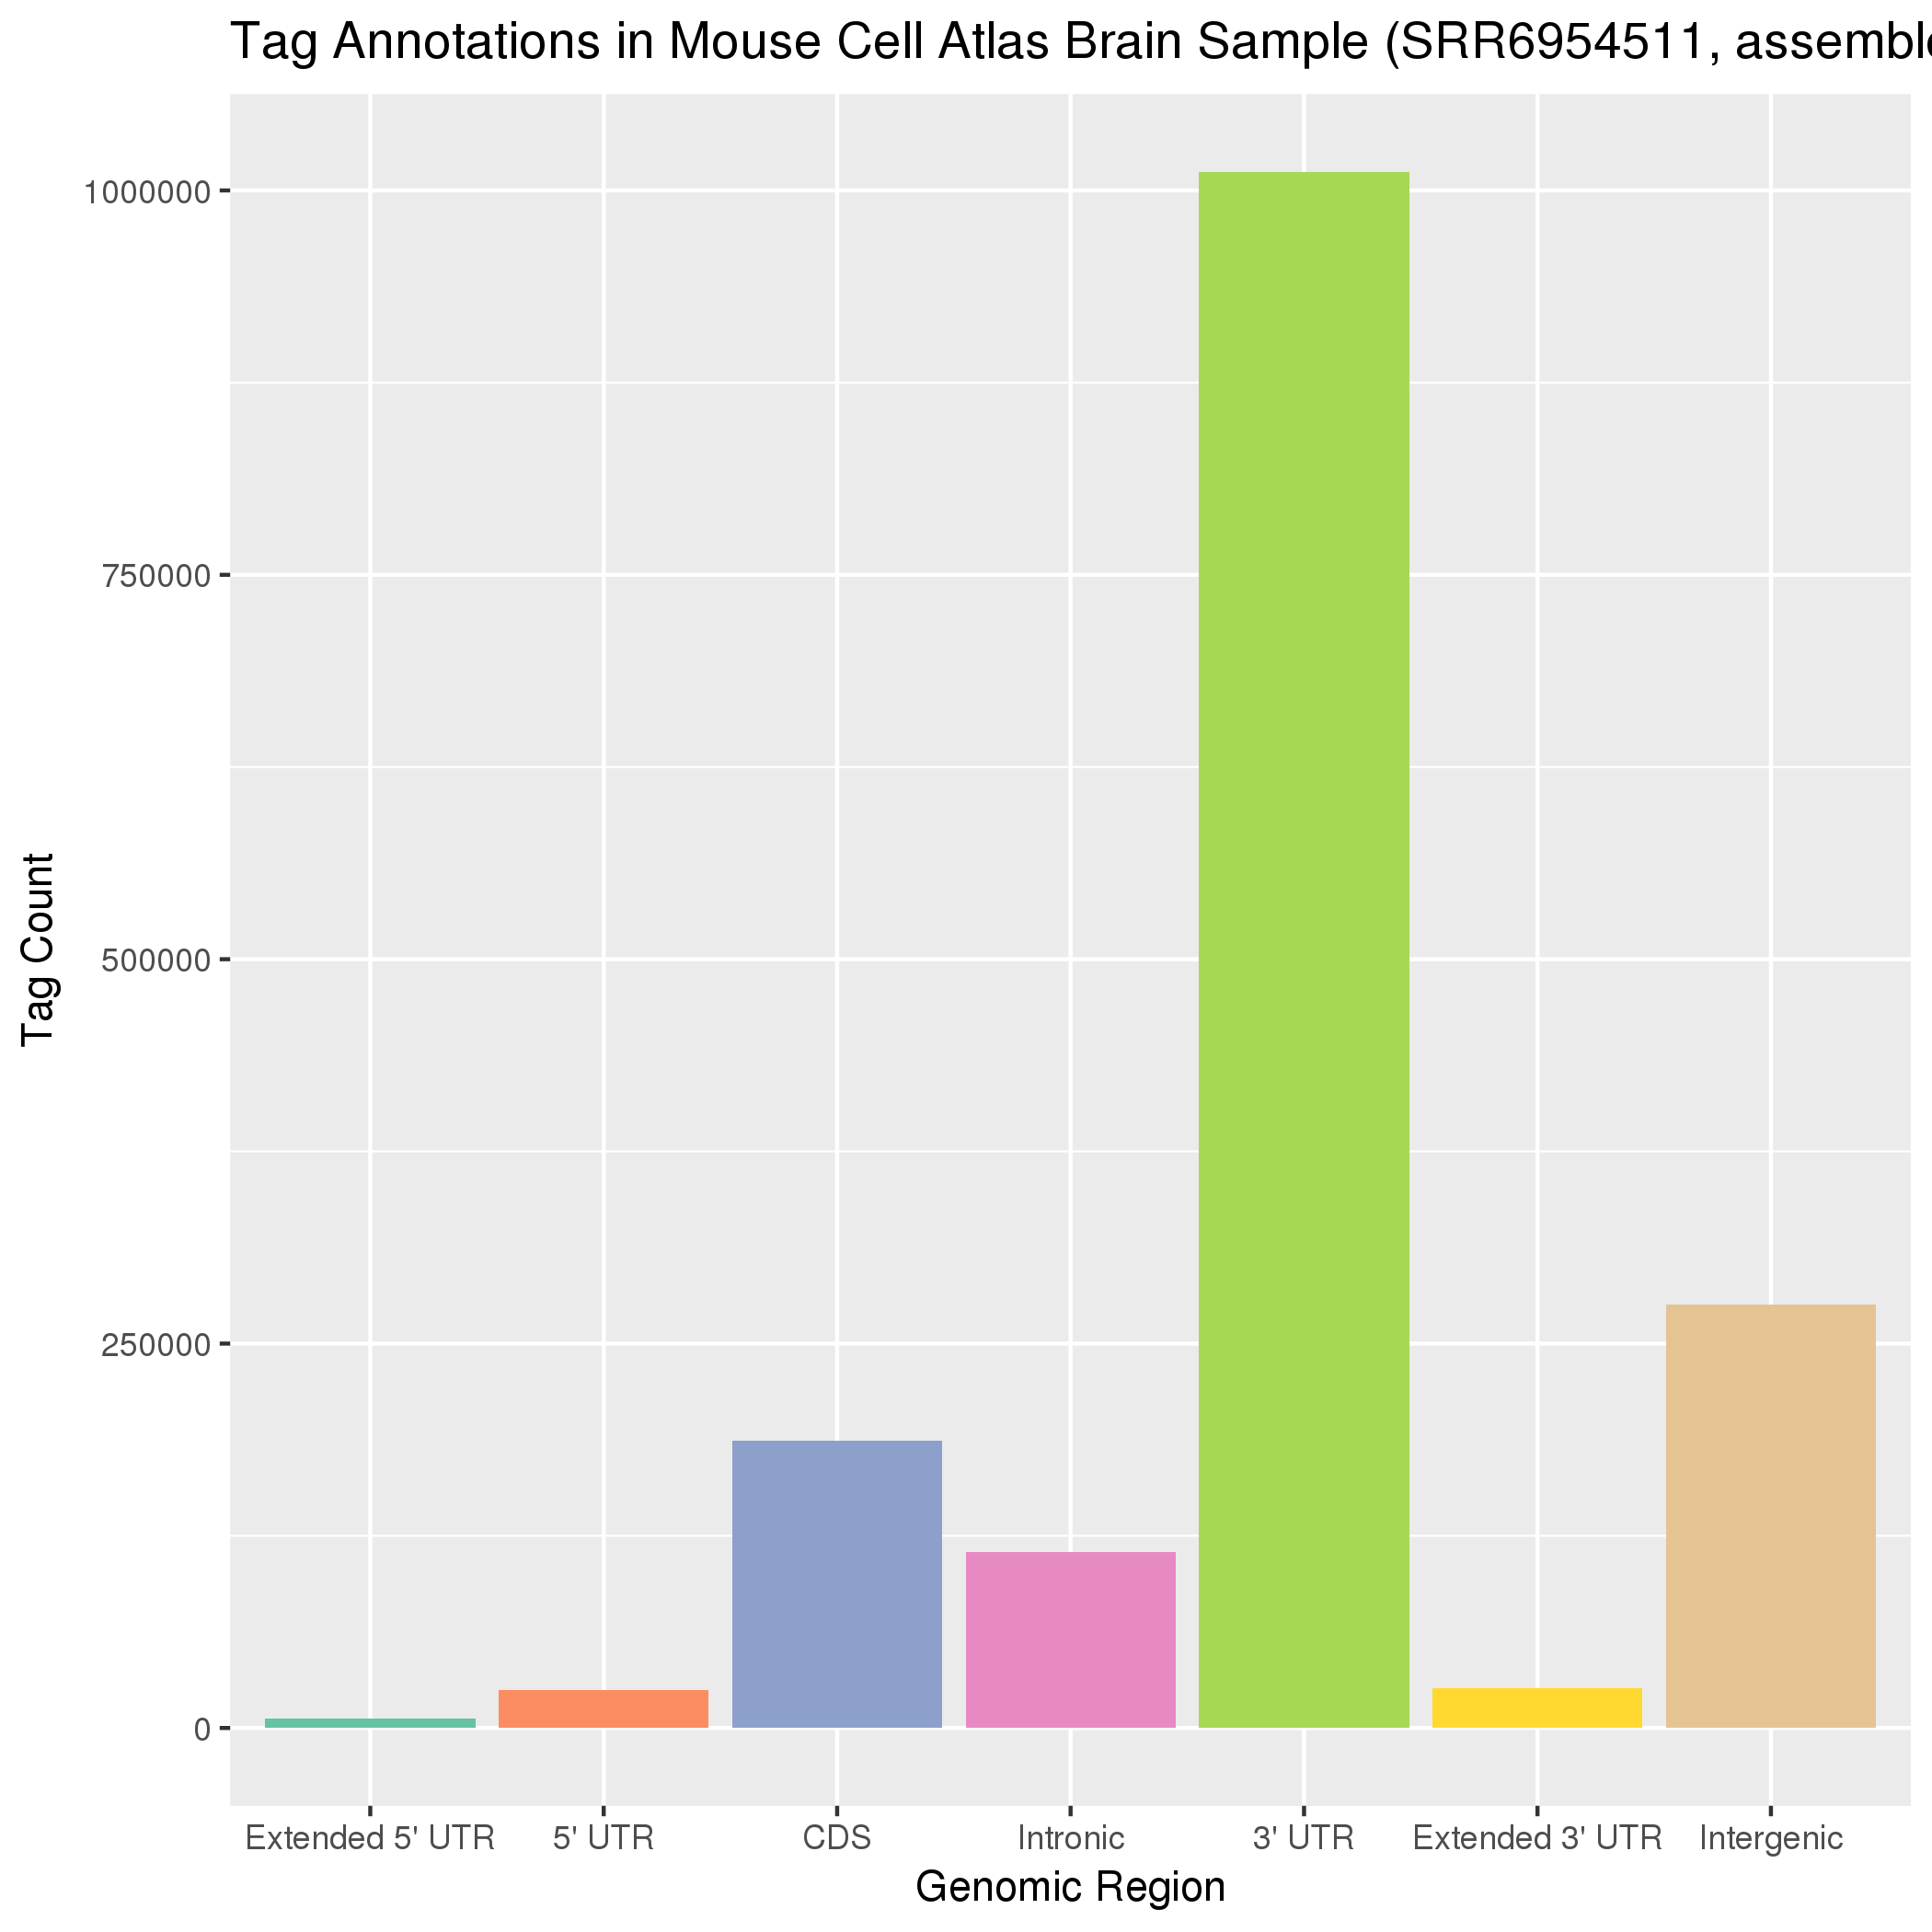 Tag Annotations in Mouse Cell Atlas Brain Sample (SRR6954511,
1000000
750000
500000
250000
0
Tag Count
Extended 5' UTR 5' UTR CDS Intronic 3' UTR Extended 3' UTR Intergenic
Genomic Region